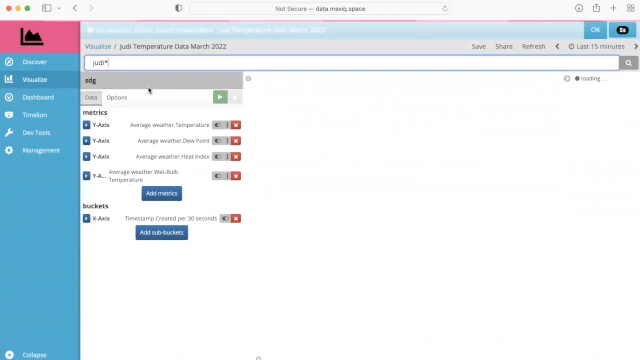 Not Secure — data.maxiq.space
OK
5s
Visualize / Judi Temperature Data March 2022
Save Share Refresh Last 15 minutes
judi*
Discover
Visualize
Dashboard
Timelion
Dev Tools
Management
Collapse
sdg
Data Options
metrics
Y-Axis Average weather.Temperature
Y-Axis Average weather.Dew Point
Y-Axis Average weather.Heat Index
Y-A... Average weather.Wet-Bulb
Temperature
Add metrics
buckets
X-Axis Timestamp.Created per 30 seconds
Add sub-buckets
loading...